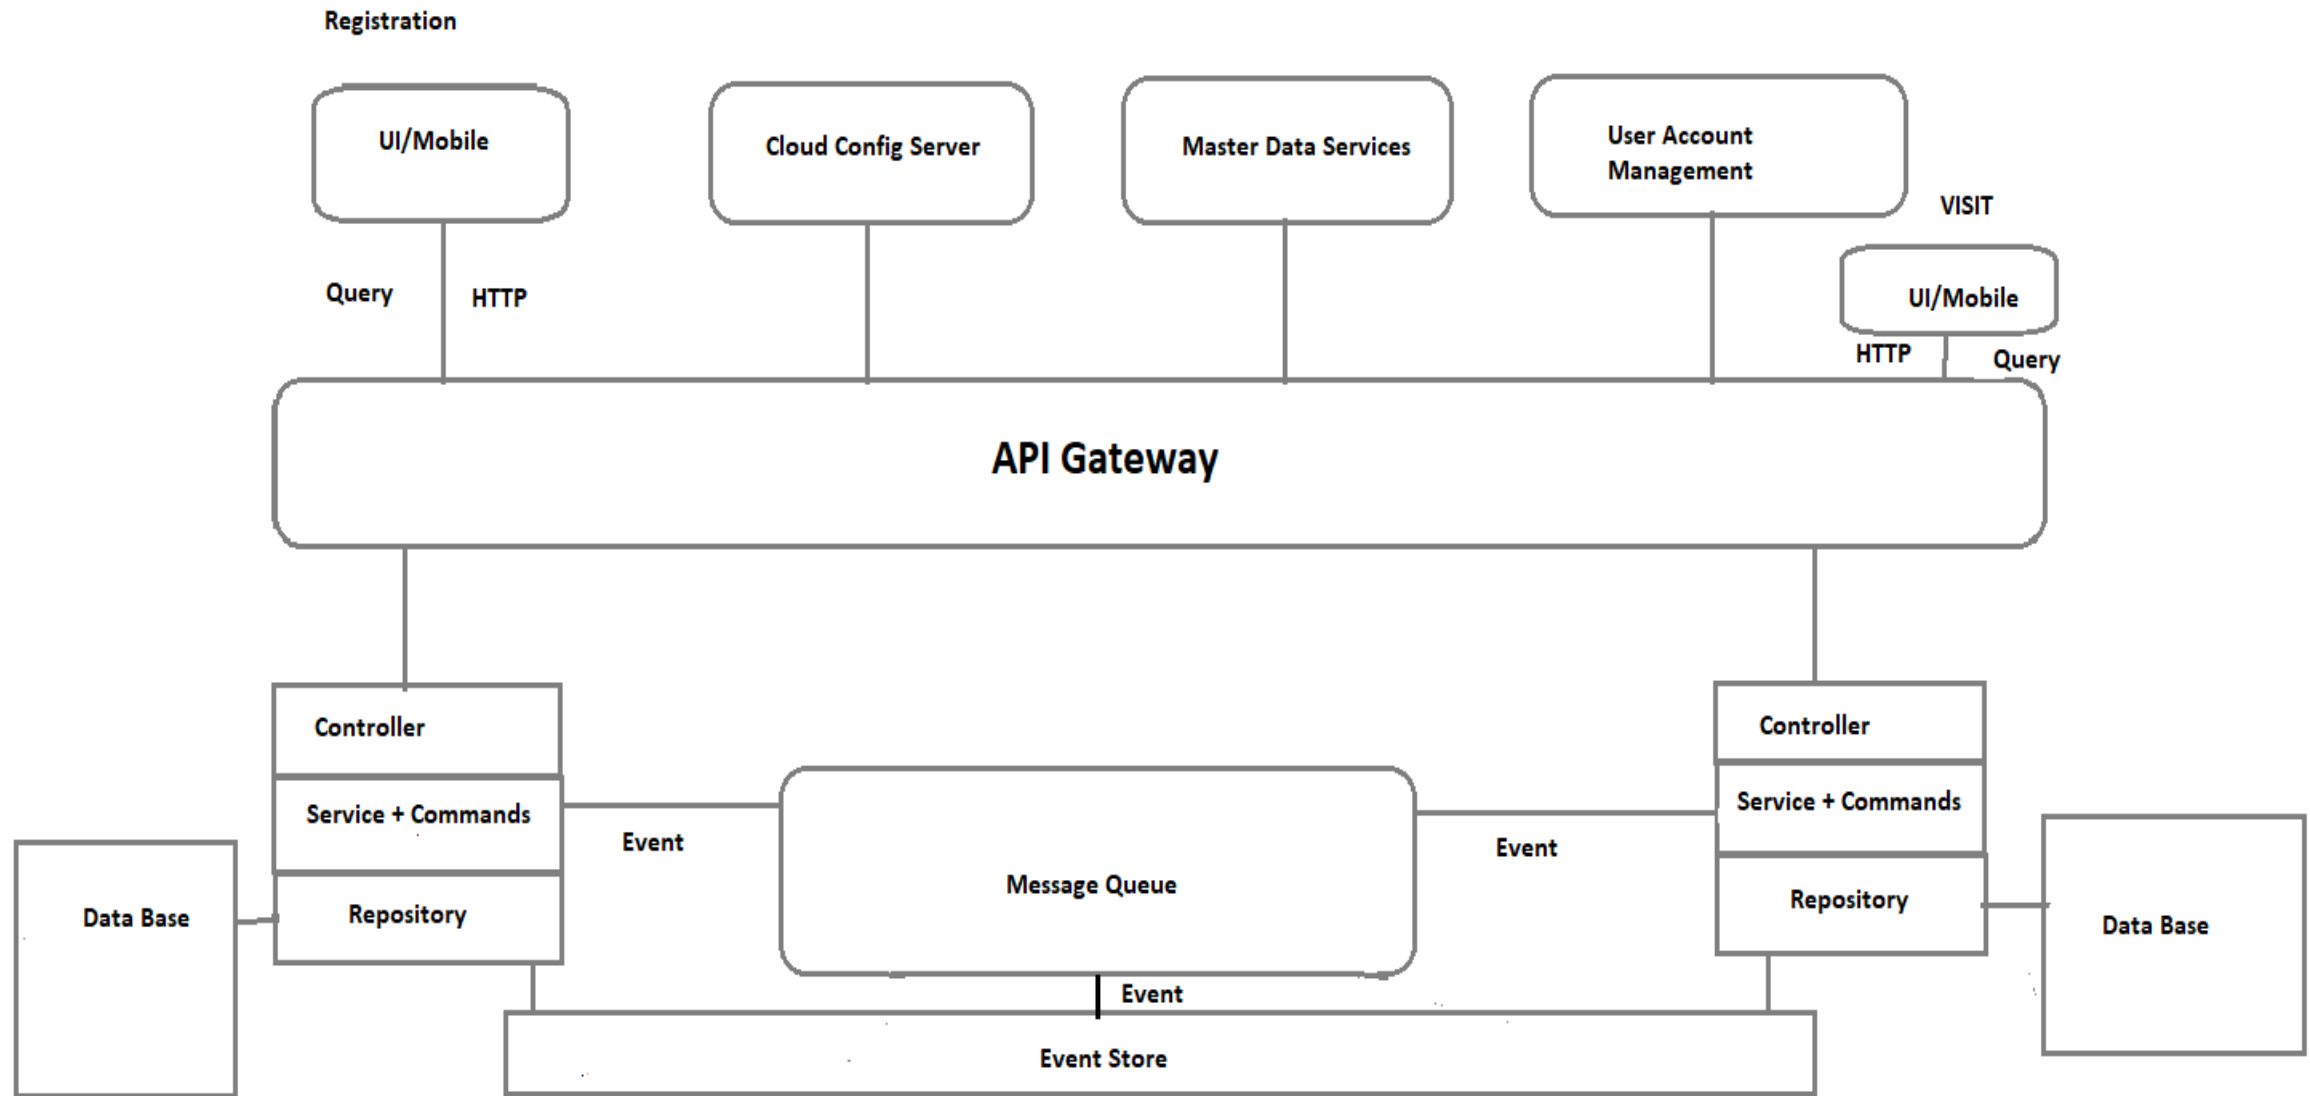 Registration
UI/Mobile
Cloud Config Server
Master Data Services
User Account
Management
VISIT
UI/Mobile
Query
HTTP
HTTP
Query
API Gateway
Controller
Service + Commands
Repository
Data Base
Event
Message Queue
Event
Event
Event Store
Controller
Service + Commands
Repository
Data Base